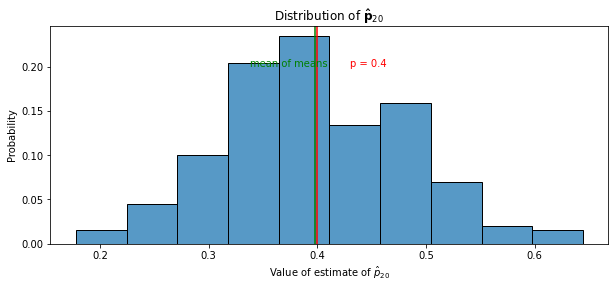 Distribution of p̂₂₀
Probability
0.20
0.15
0.10
0.05
0.00
mean of means
p = 0.4
0.2 0.3 0.4 0.5 0.6
Value of estimate of p̂₂₀